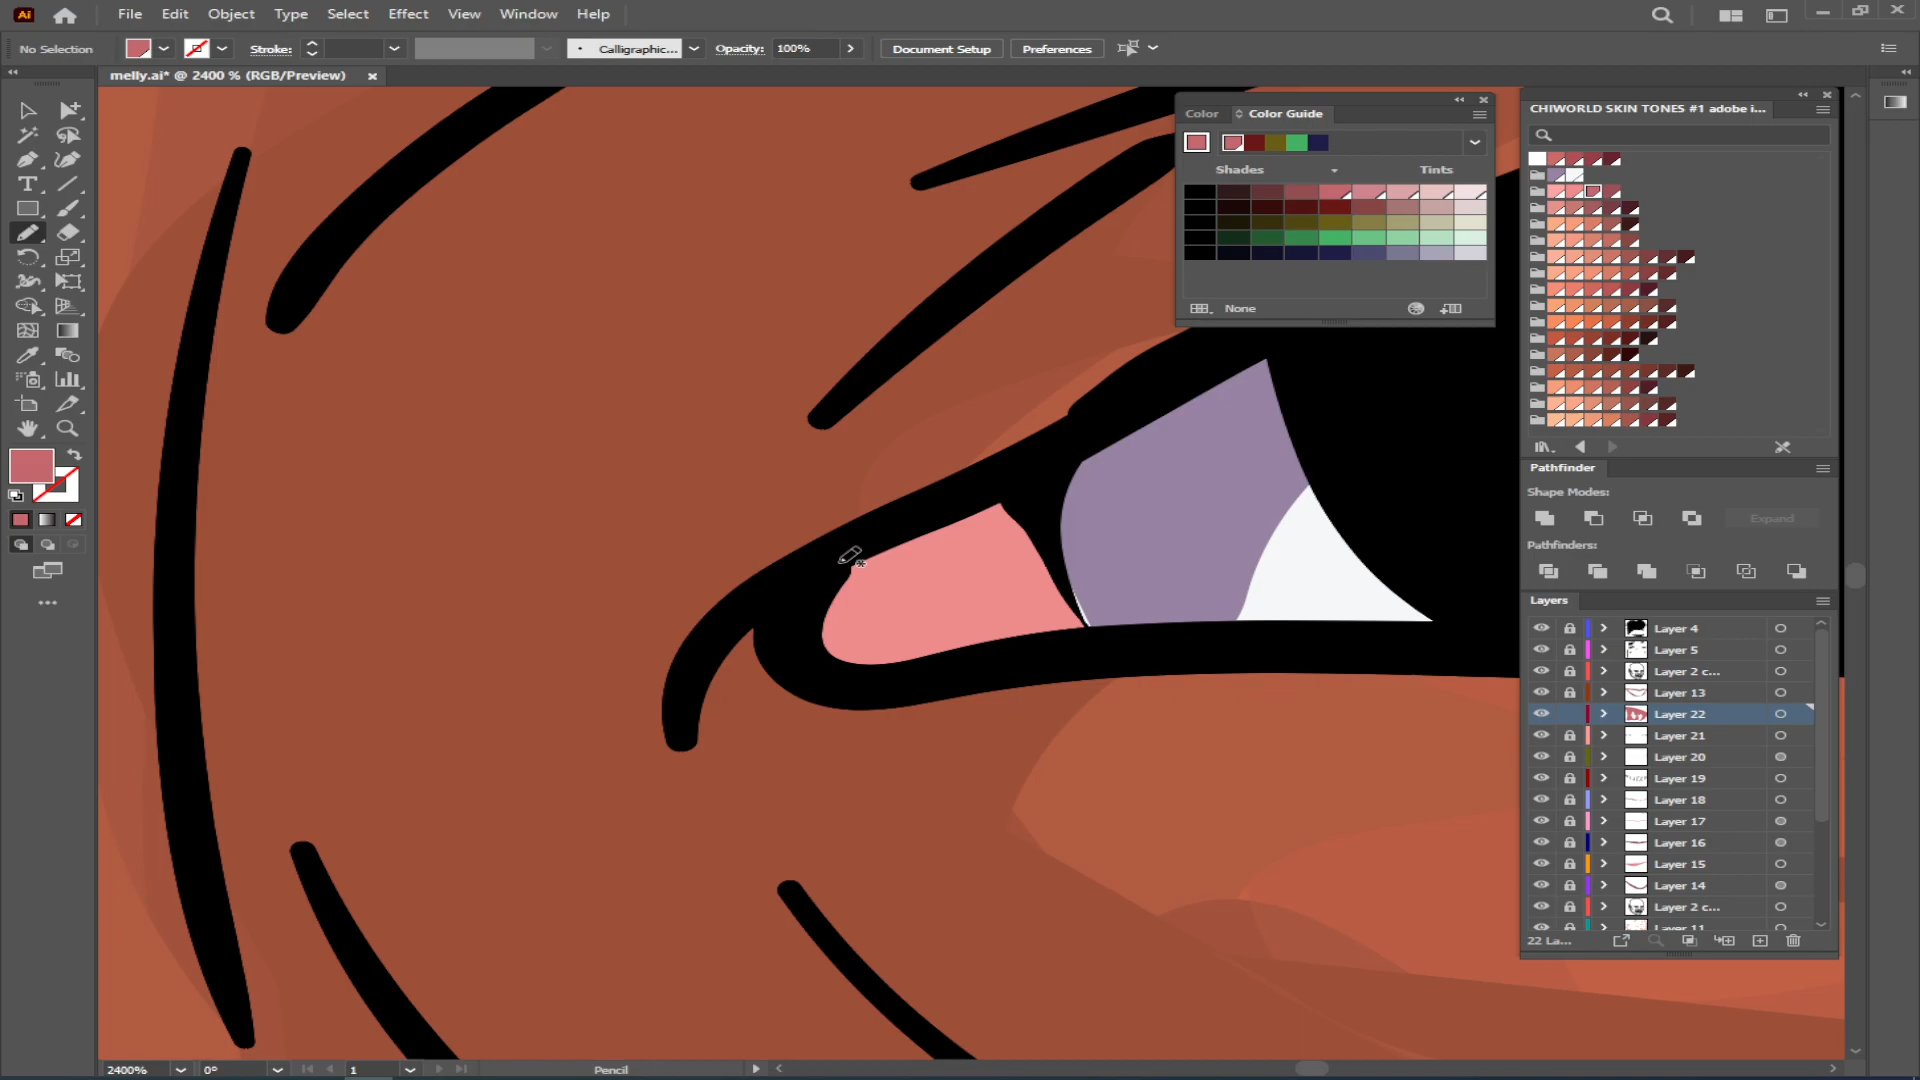 Ai File Edit Object Type Select Effect View Window Help
No Selection Stroke: Calligraphic... Opacity: 100% Document Setup Preferences
melly.ai* @ 2400 % (RGB/Preview)
Color Color Guide
Shades Tints
None
CHIWORLD SKIN TONES #1 adobe i...
Pathfinder
Shape Modes:
Expand
Pathfinders:
Layers
Layer 4
Layer 5
Layer 2 c...
Layer 13
Layer 22
Layer 21
Layer 20
Layer 19
Layer 18
Layer 17
Layer 16
Layer 15
Layer 14
Layer 2 c...
Layer 11
22 La...
2400% 0° 1 Pencil